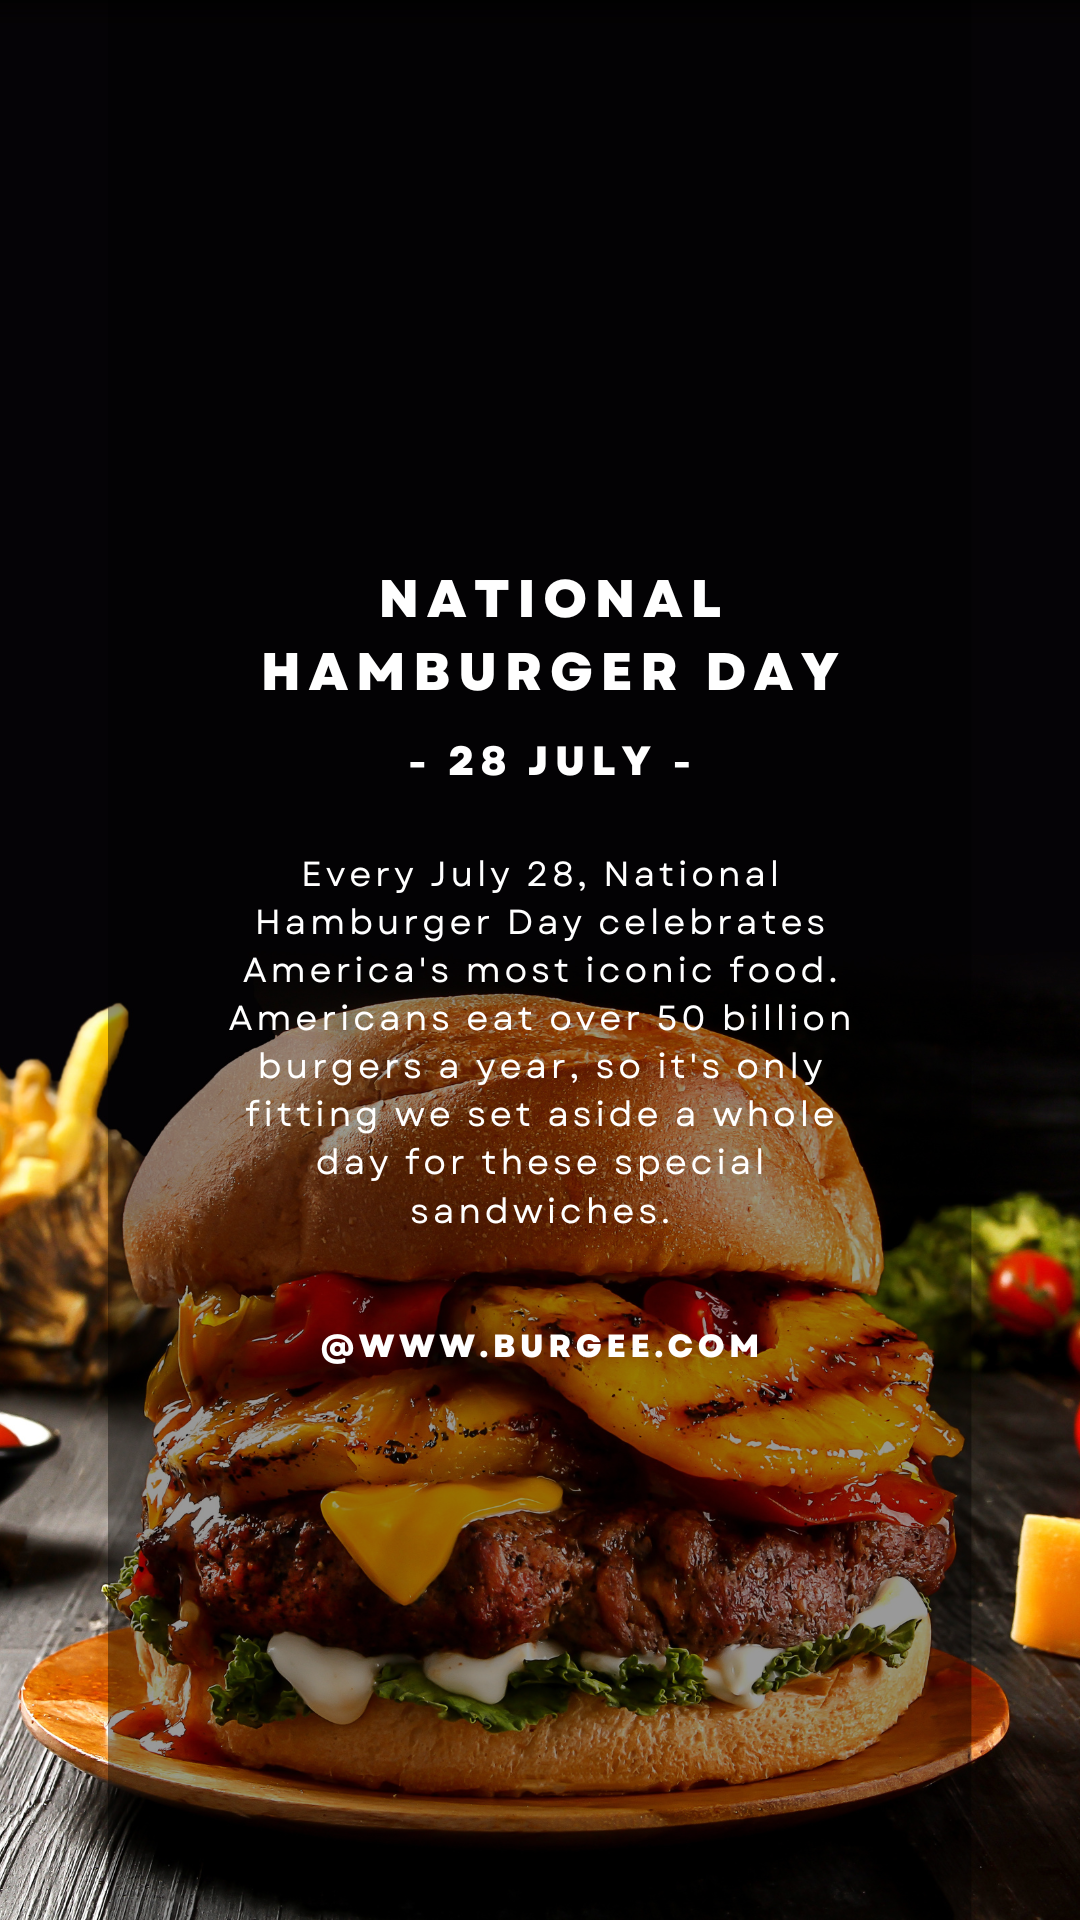 NATIONAL
HAMBURGER DAY
- 28 JULY -
Every July 28, National
Hamburger Day celebrates
America's most iconic food.
Americans eat over 50 billion
burgers a year, so it's only
fitting we set aside a whole
day for these special
sandwiches.
@WWW.BURGEE.COM